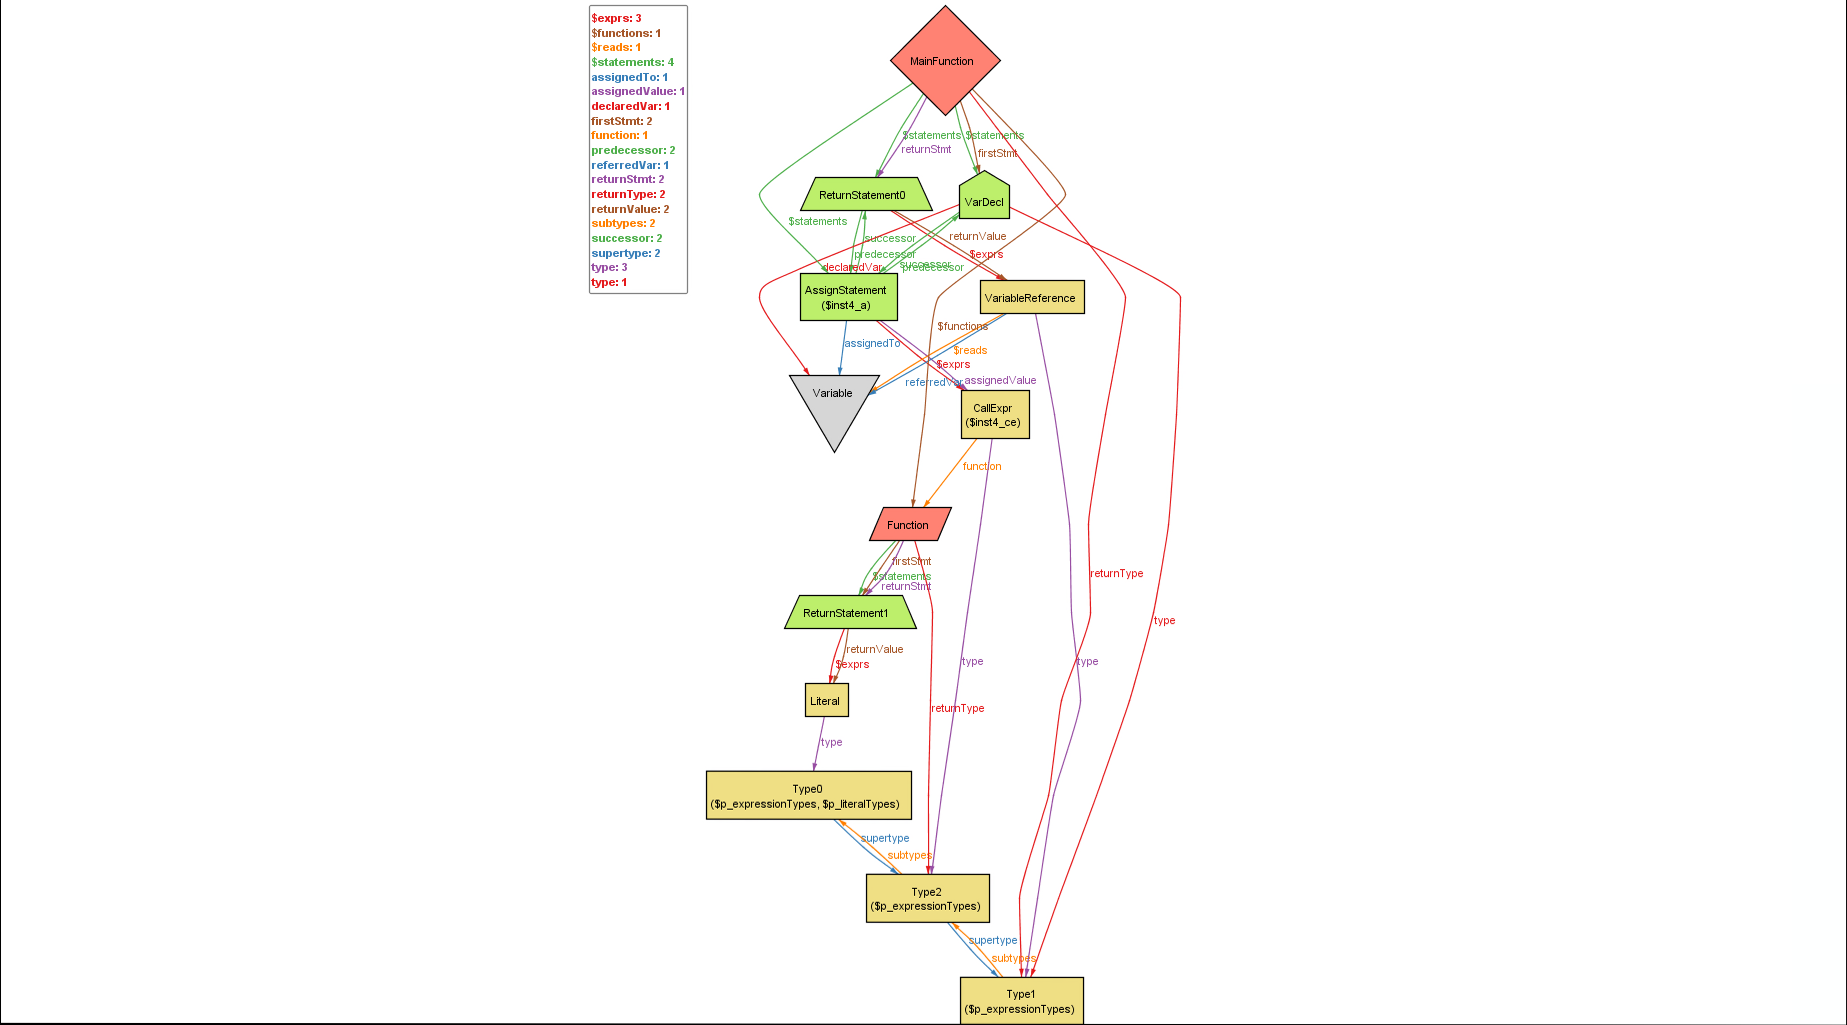 $exprs: 3
$functions: 1
$reads: 1
$statements: 4
assignedTo: 1
assignedValue: 1
declaredVar: 1
firstStmt: 2
function: 1
predecessor: 2
referredVar: 1
returnStmt: 2
returnType: 2
returnValue: 2
subtypes: 2
successor: 2
supertype: 2
type: 3
type: 1
MainFunction
$statements $statements
returnStmt
firstStmt
ReturnStatement0
VarDecl
$statements
successor
returnValue
predecessor
$exprs
successor
declaredVar
predecessor
AssignStatement
($inst4_a)
VariableReference
$functions
assignedTo
$reads
$exprs
referredVar
assignedValue
Variable
CallExpr
($inst4_ce)
function
Function
firstStmt
$statements
returnStmt
returnType
ReturnStatement1
type
returnValue
$exprs
type
type
Literal
returnType
type
Type0
($p_expressionTypes, $p_literalTypes)
supertype
subtypes
Type2
($p_expressionTypes)
supertype
subtypes
Type1
($p_expressionTypes)